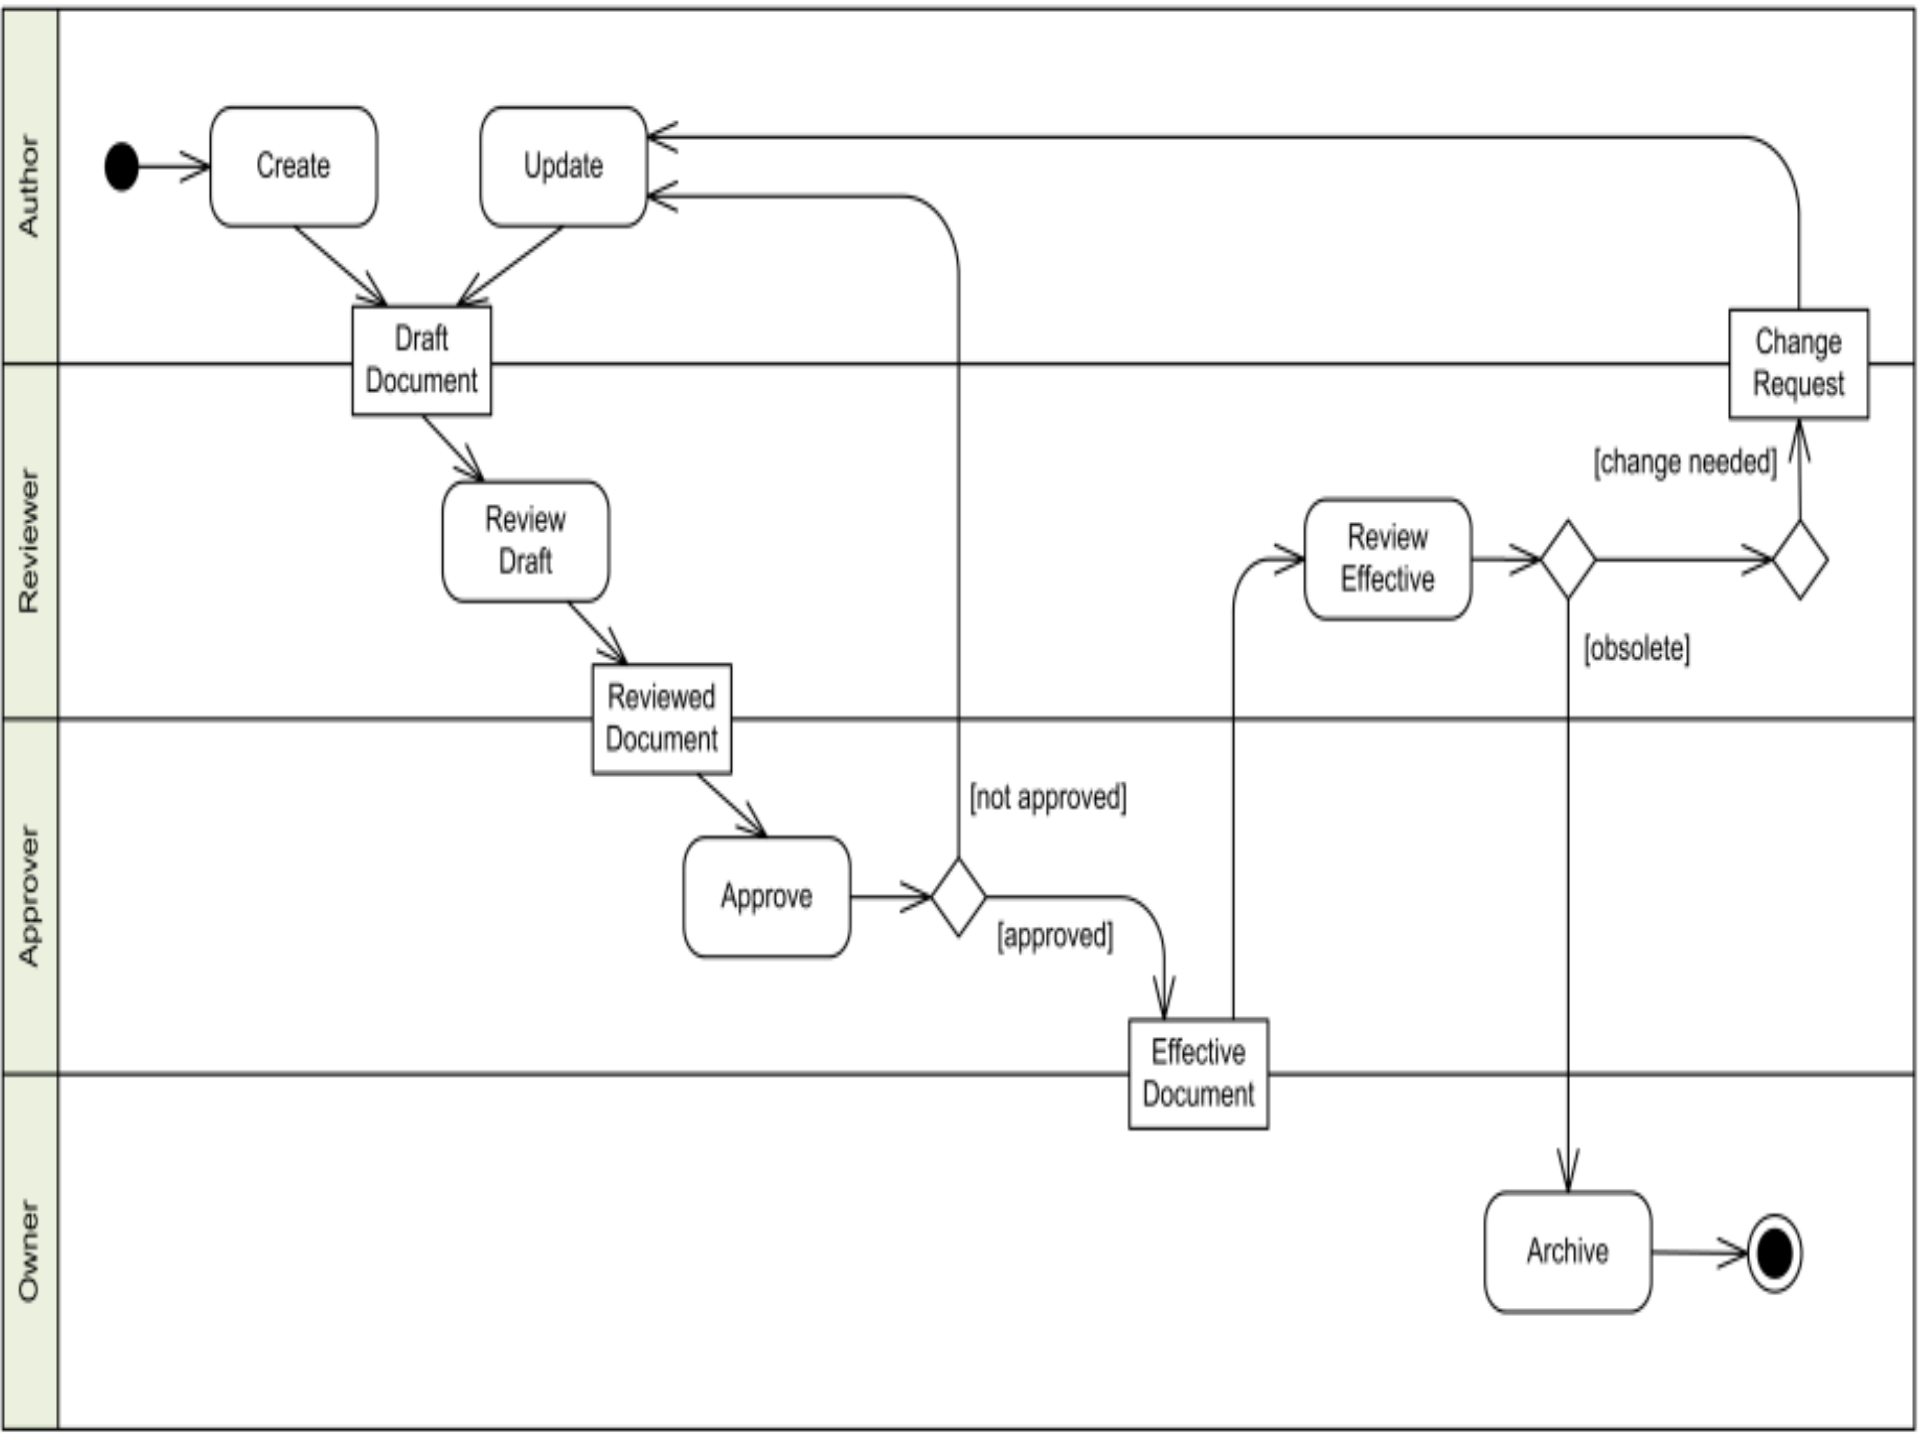 Author
Create
Update
Draft
Document
Change
Request
Reviewer
[change needed]
Review
Draft
Review
Effective
[obsolete]
Reviewed
Document
Approver
[not approved]
Approve
[approved]
Effective
Document
Owner
Archive